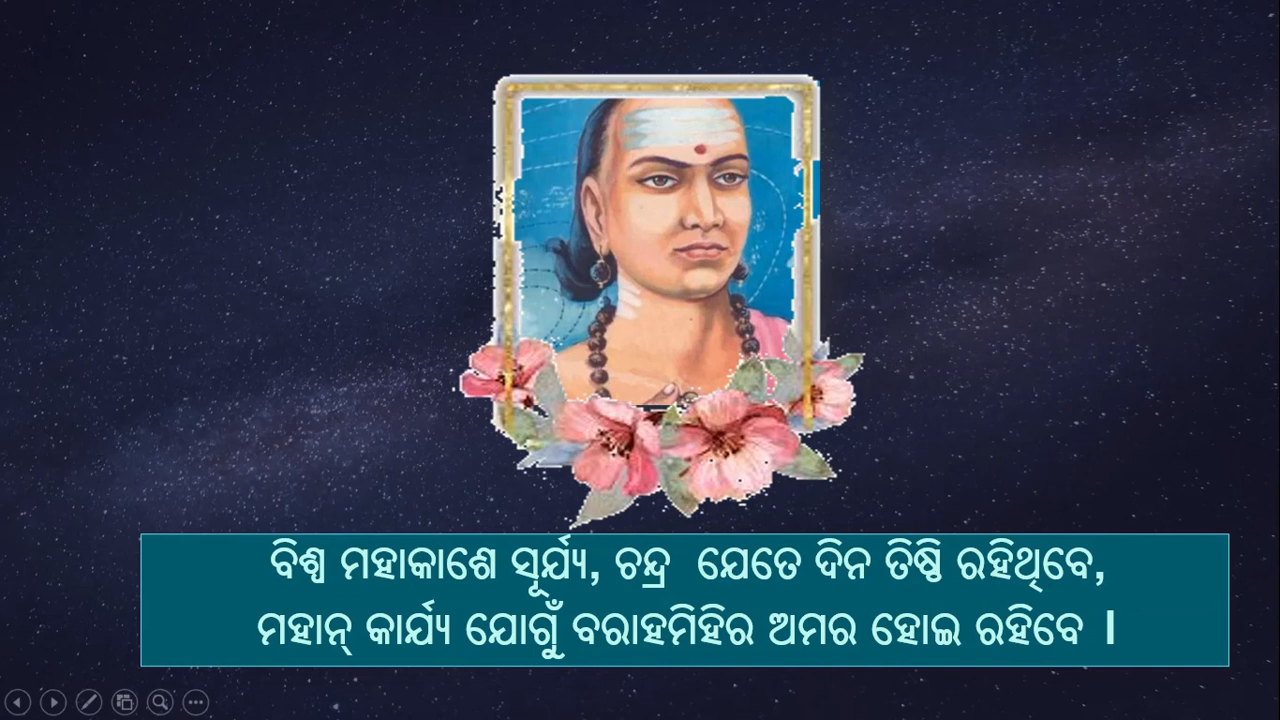 ବିଶ୍ୱ ମହାକାଶେ ସୂର୍ଯ୍ୟ, ଚନ୍ଦ୍ର ଯେତେ ଦିନ ତିଷ୍ଠି ରହିଥିବେ,
ମହାନ୍ କାର୍ଯ୍ୟ ଯୋଗୁଁ ବରାହମିହିର ଅମର ହୋଇ ରହିବେ ।